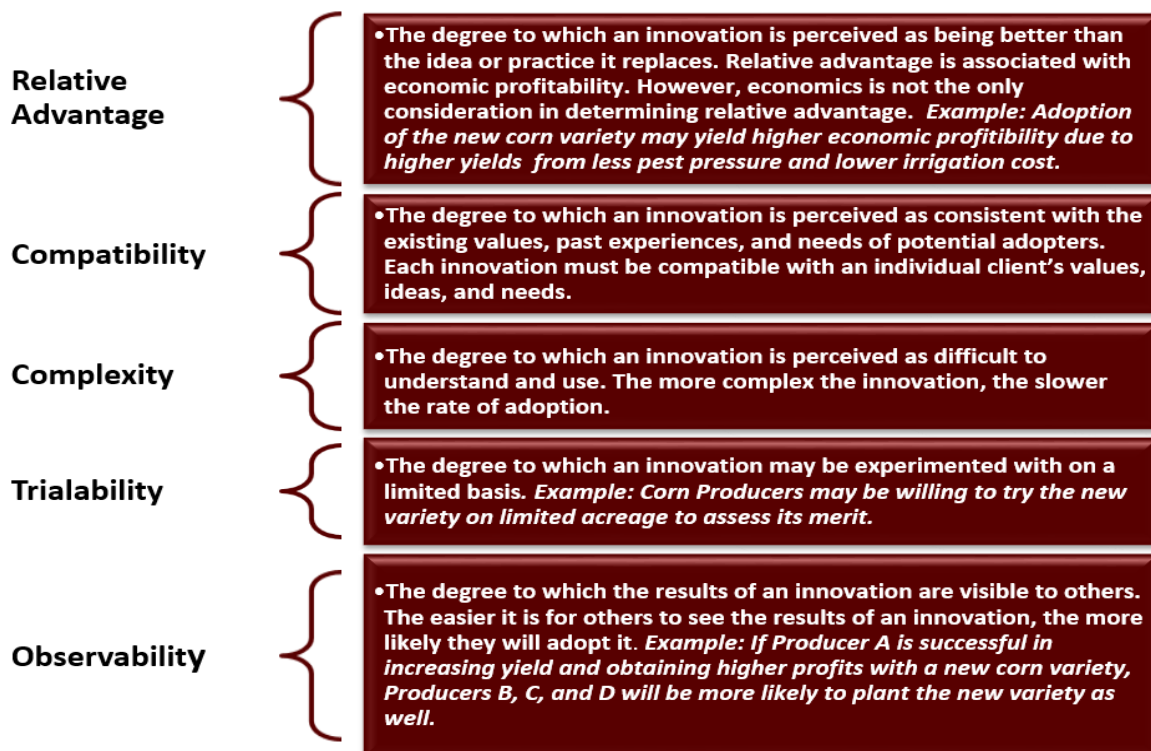 Relative
Advantage
•The degree to which an innovation is perceived as being better than
the idea or practice it replaces. Relative advantage is associated with
economic profitability. However, economics is not the only
consideration in determining relative advantage. Example: Adoption
of the new corn variety may yield higher economic profitibility due to
higher yields from less pest pressure and lower irrigation cost.
Compatibility
•The degree to which an innovation is perceived as consistent with the
existing values, past experiences, and needs of potential adopters.
Each innovation must be compatible with an individual client’s values,
ideas, and needs.
Complexity
•The degree to which an innovation is perceived as difficult to
understand and use. The more complex the innovation, the slower
the rate of adoption.
Trialability
•The degree to which an innovation may be experimented with on a
limited basis. Example: Corn Producers may be willing to try the new
variety on limited acreage to assess its merit.
Observability
•The degree to which the results of an innovation are visible to others.
The easier it is for others to see the results of an innovation, the more
likely they will adopt it. Example: If Producer A is successful in
increasing yield and obtaining higher profits with a new corn variety,
Producers B, C, and D will be more likely to plant the new variety as
well.